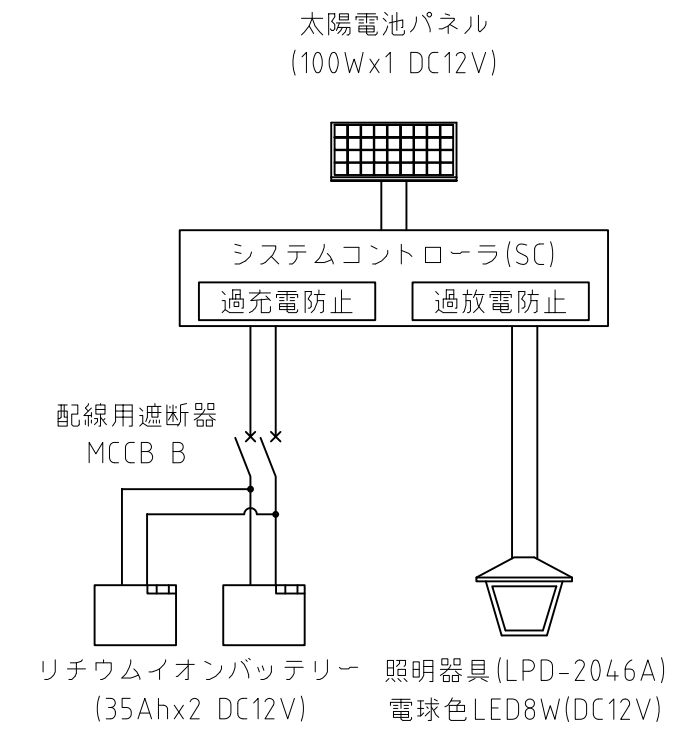 太陽電池パネル
(100Wx1 DC12V)
システムコントローラ(SC)
過充電防止
過放電防止
配線用遮断器
MCCB B
リチウムイオンバッテリー
(35Ahx2 DC12V)
照明器具(LPD-2046A)
電球色LED8W(DC12V)